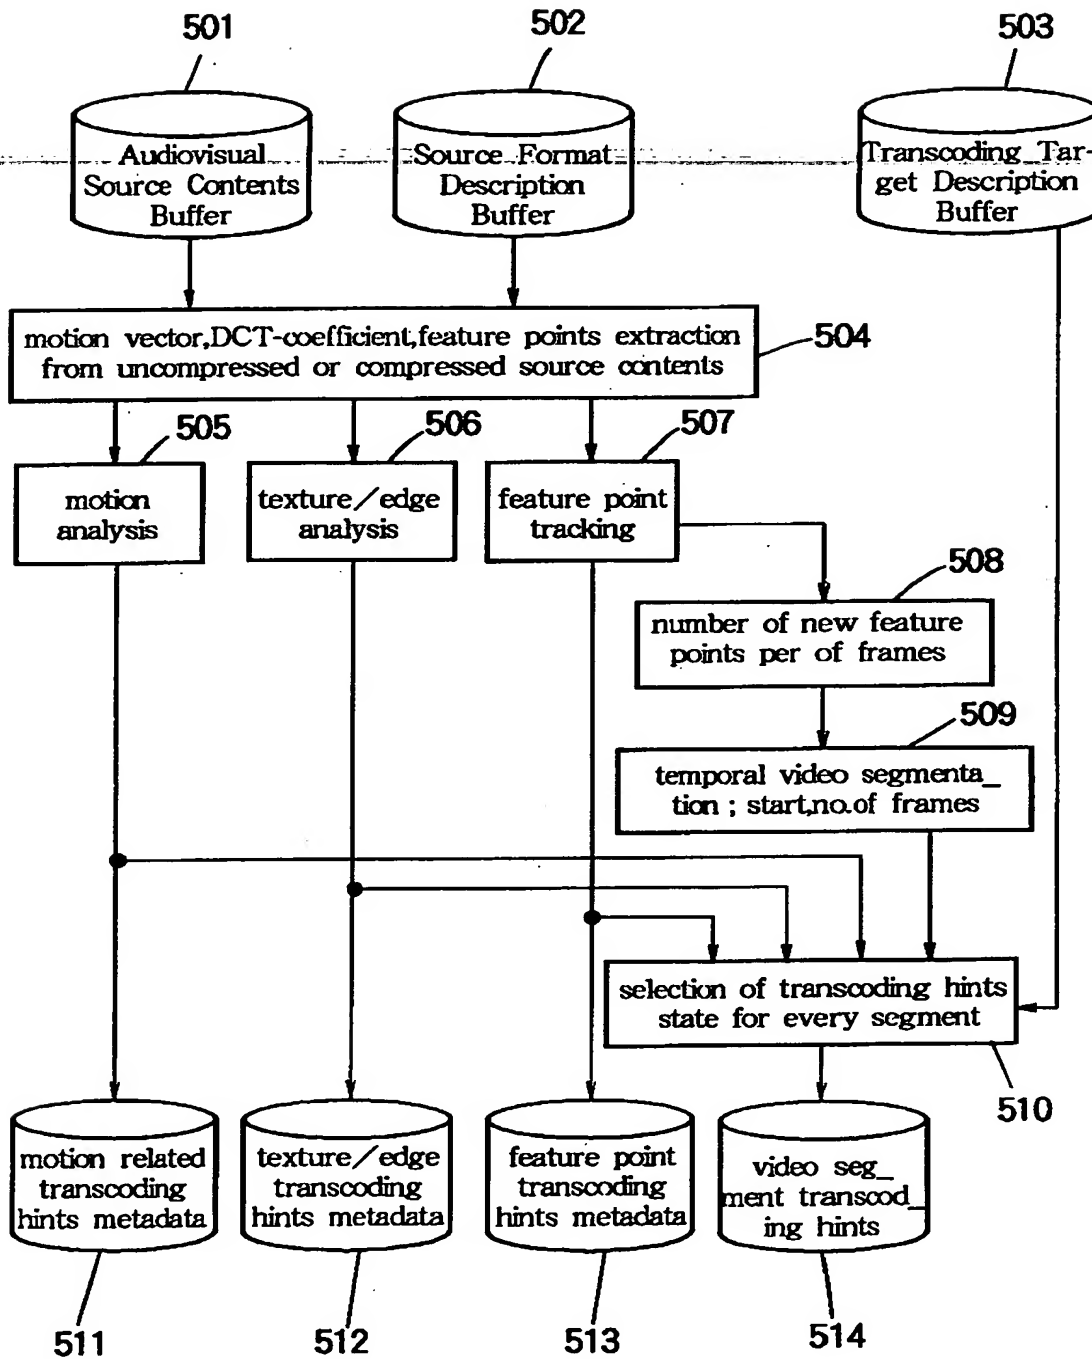 501
502
503
Audiovisual
Source Contents
Buffer
Source Format
Description
Buffer
Transcoding Tar-
get Description
Buffer
motion vector,DCT-coefficient,feature points extraction
from uncompressed or compressed source contents
504
505
506
507
motion
analysis
texture/edge
analysis
feature point
tracking
508
number of new feature
points per of frames
509
temporal video segmenta_
tion ; start,no.of frames
selection of transcoding hints
state for every segment
510
motion related
transcoding
hints metadata
texture/edge
transcoding
hints metadata
feature point
transcoding
hints metadata
video seg_
ment transcod_
ing hints
511
512
513
514